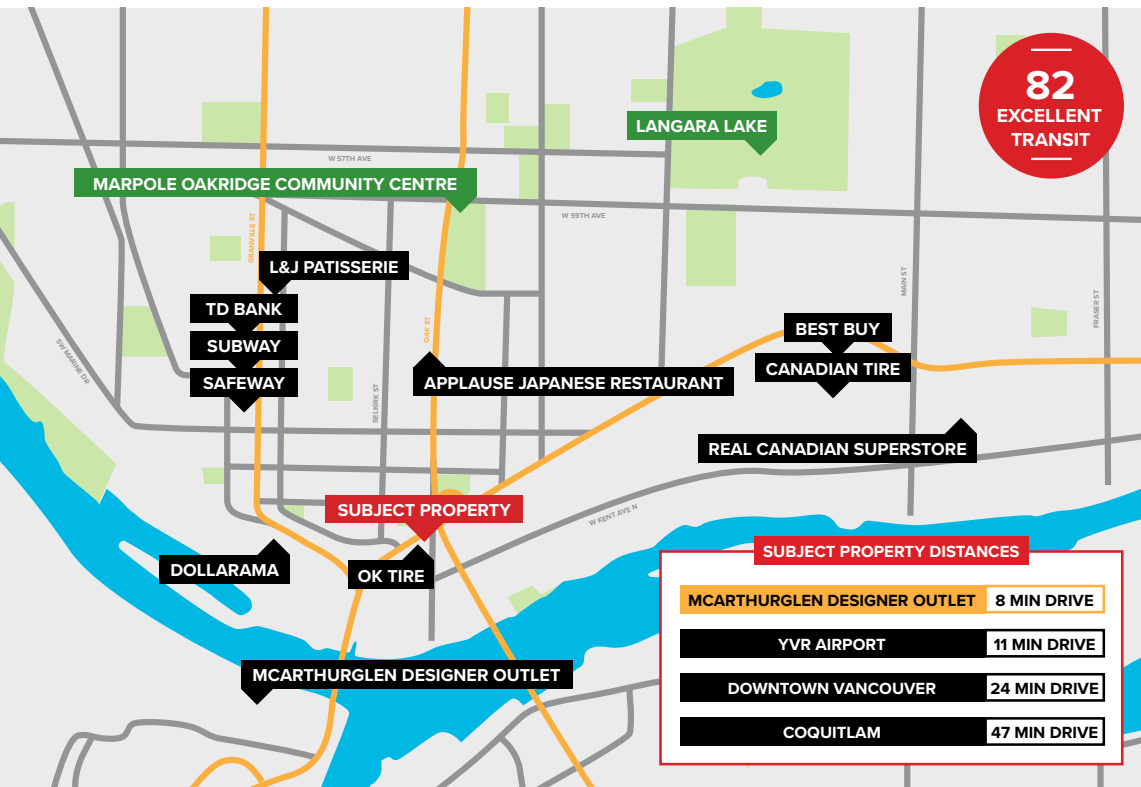 82
EXCELLENT
TRANSIT
LANGARA LAKE
W 57TH AVE
MARPOLE OAKRIDGE COMMUNITY CENTRE
W 59TH AVE
GRANVILLE ST
L&J PATISSERIE
MAIN ST
FRASER ST
TD BANK
SUBWAY
SAFEWAY
SW MARINE DR
OAK ST
BEST BUY
CANADIAN TIRE
APPLAUSE JAPANESE RESTAURANT
SELKIRK ST
REAL CANADIAN SUPERSTORE
SUBJECT PROPERTY
W KENT AVE N
DOLLARAMA
OK TIRE
MCARTHURGLEN DESIGNER OUTLET
SUBJECT PROPERTY DISTANCES
MCARTHURGLEN DESIGNER OUTLET 8 MIN DRIVE
YVR AIRPORT 11 MIN DRIVE
DOWNTOWN VANCOUVER 24 MIN DRIVE
COQUITLAM 47 MIN DRIVE